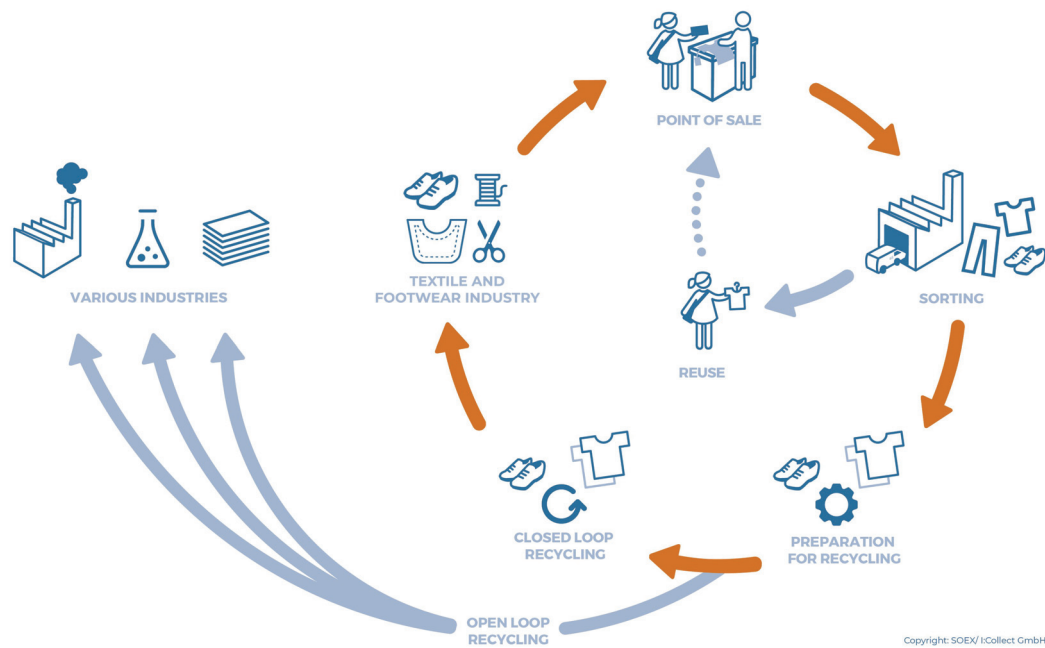 POINT OF SALE
VARIOUS INDUSTRIES
TEXTILE AND
FOOTWEAR INDUSTRY
SORTING
REUSE
CLOSED LOOP
RECYCLING
PREPARATION
FOR RECYCLING
OPEN LOOP
RECYCLING
Copyright: SOEX/ I:Collect GmbH